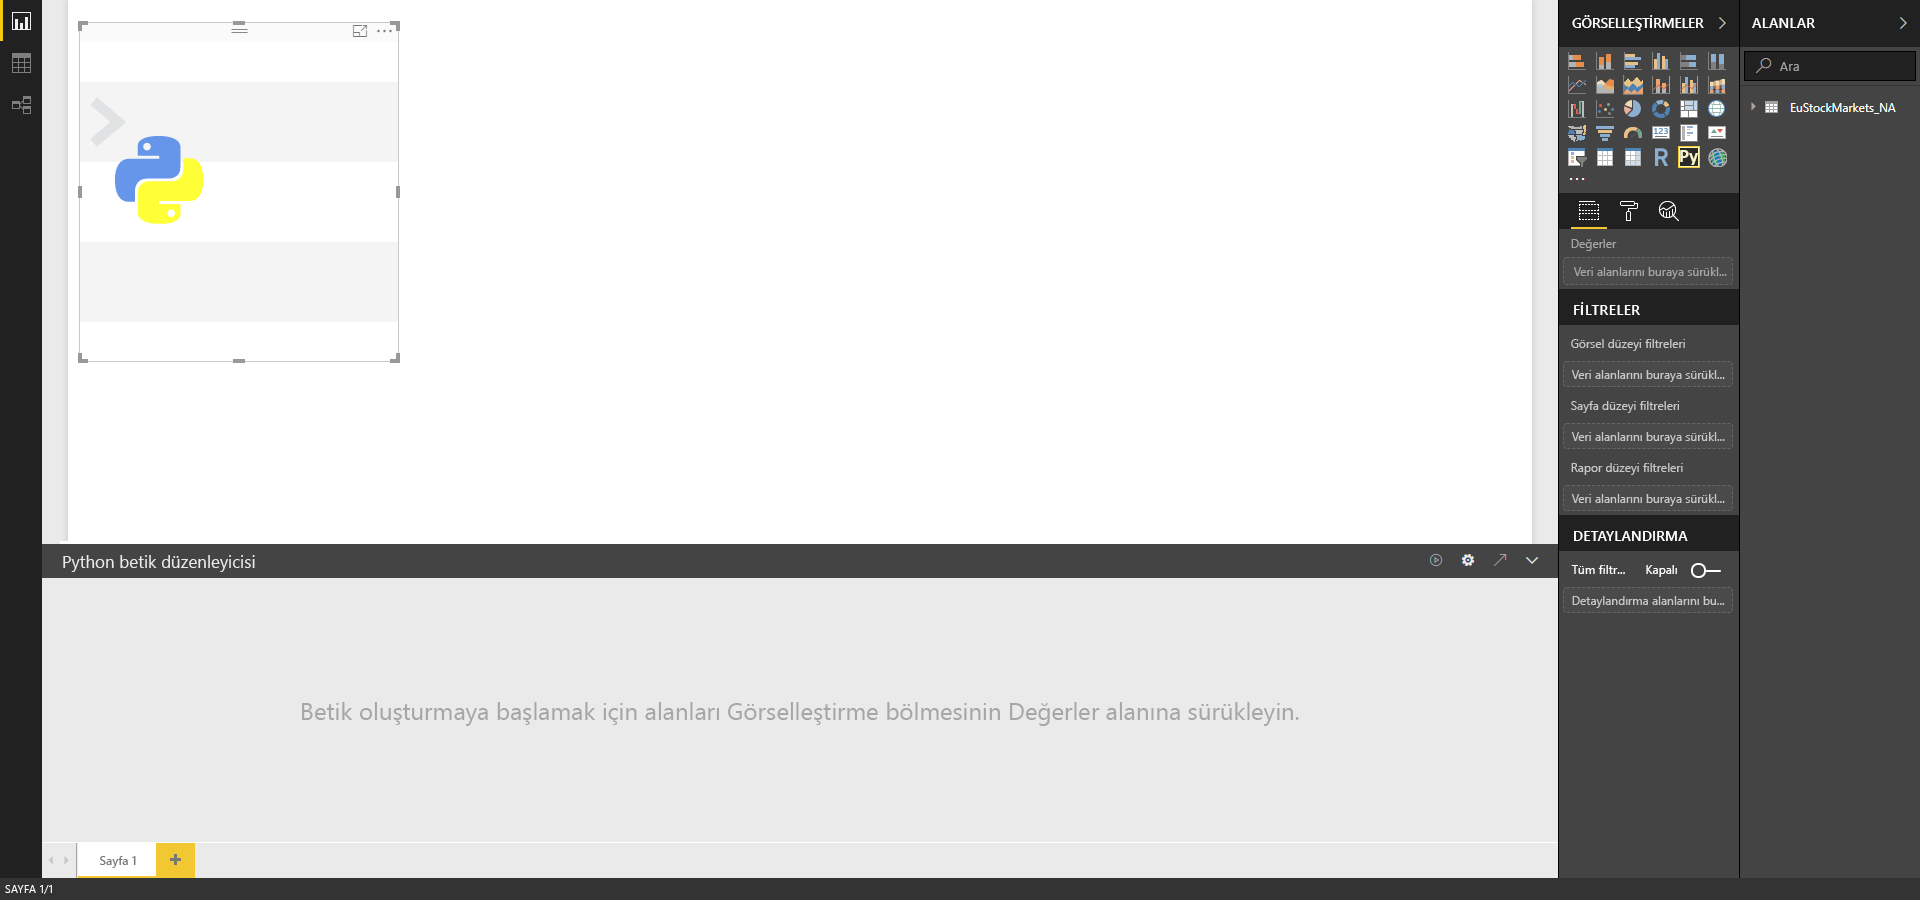 GÖRSELLEŞTİRMELER
123
R
Py
Değerler
Veri alanlarını buraya sürükl...
FİLTRELER
Görsel düzeyi filtreleri
Veri alanlarını buraya sürükl...
Sayfa düzeyi filtreleri
Veri alanlarını buraya sürükl...
Rapor düzeyi filtreleri
Veri alanlarını buraya sürükl...
DETAYLANDIRMA
Tüm filtr... Kapalı
Detaylandırma alanlarını bu...
ALANLAR
Ara
EuStockMarkets_NA
Python betik düzenleyicisi
Betik oluşturmaya başlamak için alanları Görselleştirme bölmesinin Değerler alanına sürükleyin.
Sayfa 1
SAYFA 1/1